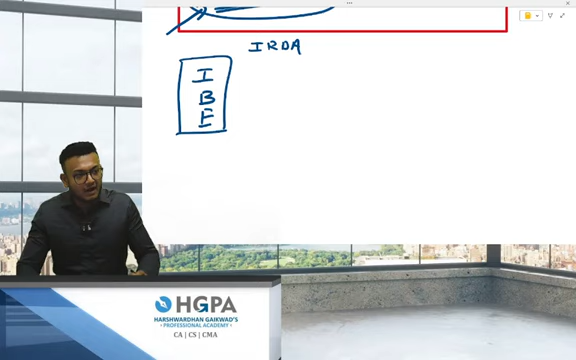 IRDA
I
B
E
HGPA
HARSHWARDHAN GAIKWAD'S
• PROFESSIONAL ACADEMY •
CA | CS | CMA